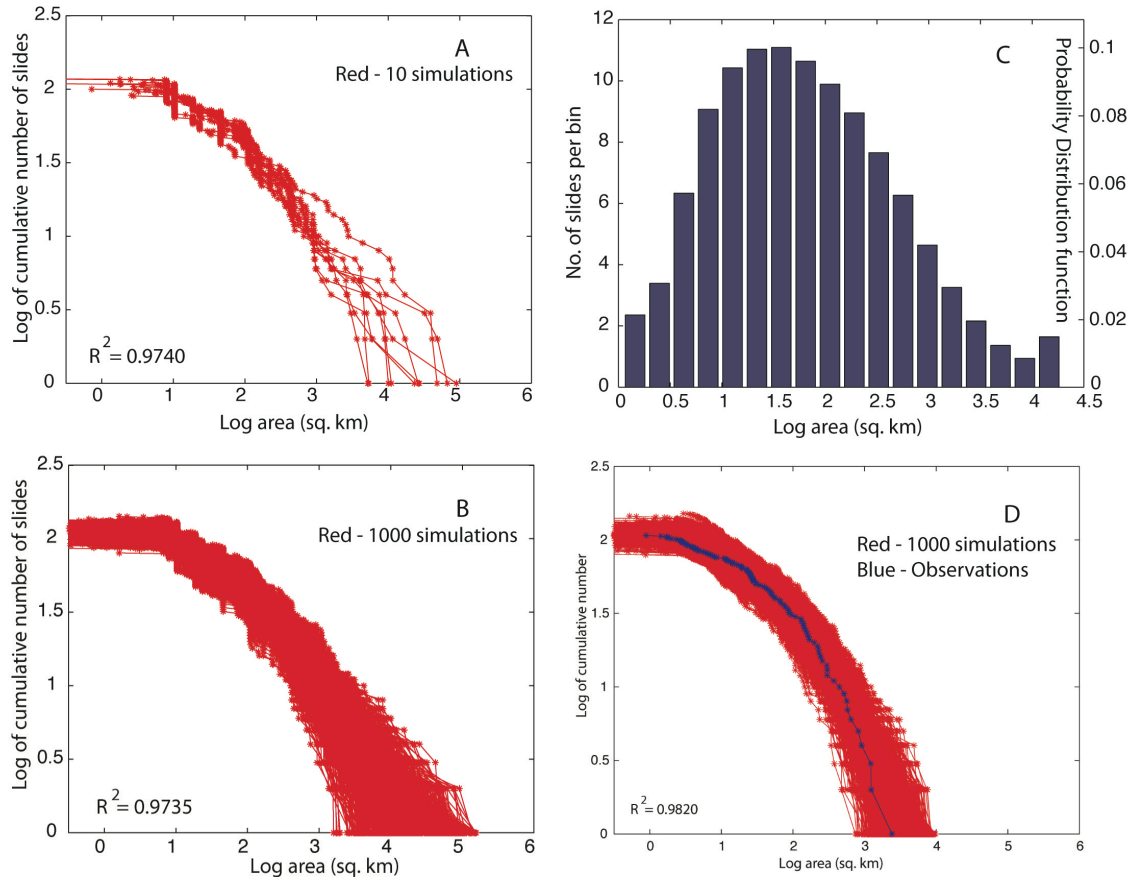 A
Red - 10 simulations
Log of cumulative number of slides
2.5
2
1.5
1
0.5
0
R² = 0.9740
0 1 2 3 4 5 6
Log area (sq. km)
C
No. of slides per bin
12
10
8
6
4
2
0
Probability Distribution function
0.1
0.08
0.06
0.04
0.02
0
0 0.5 1 1.5 2 2.5 3 3.5 4 4.5
Log area (sq. km)
B
Red - 1000 simulations
Log of cumulative number of slides
2.5
2
1.5
1
0.5
0
R² = 0.9735
0 1 2 3 4 5 6
Log area (sq. km)
D
Red - 1000 simulations
Blue - Observations
Log of cumulative number
2.5
2
1.5
1
0.5
0
R² = 0.9820
0 1 2 3 4 5 6
Log area (sq. km)